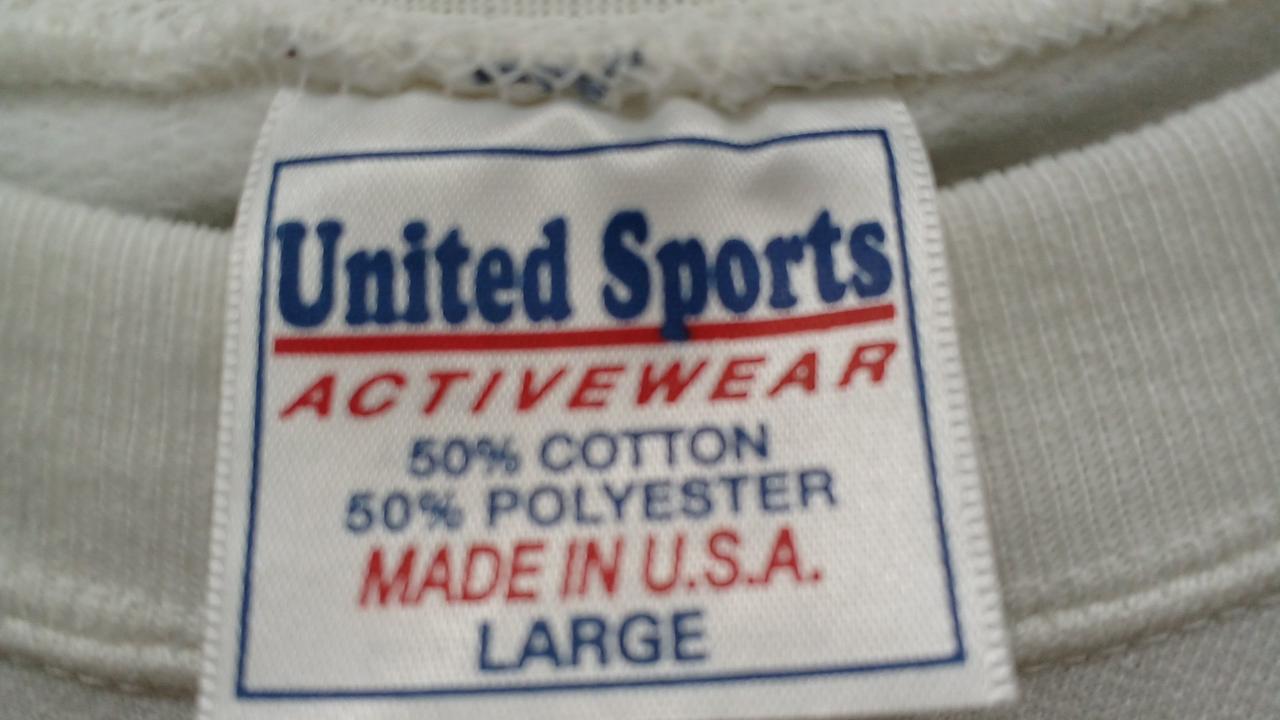 United Sports
ACTIVEWEAR
50% COTTON
50% POLYESTER
MADE IN U.S.A.
LARGE